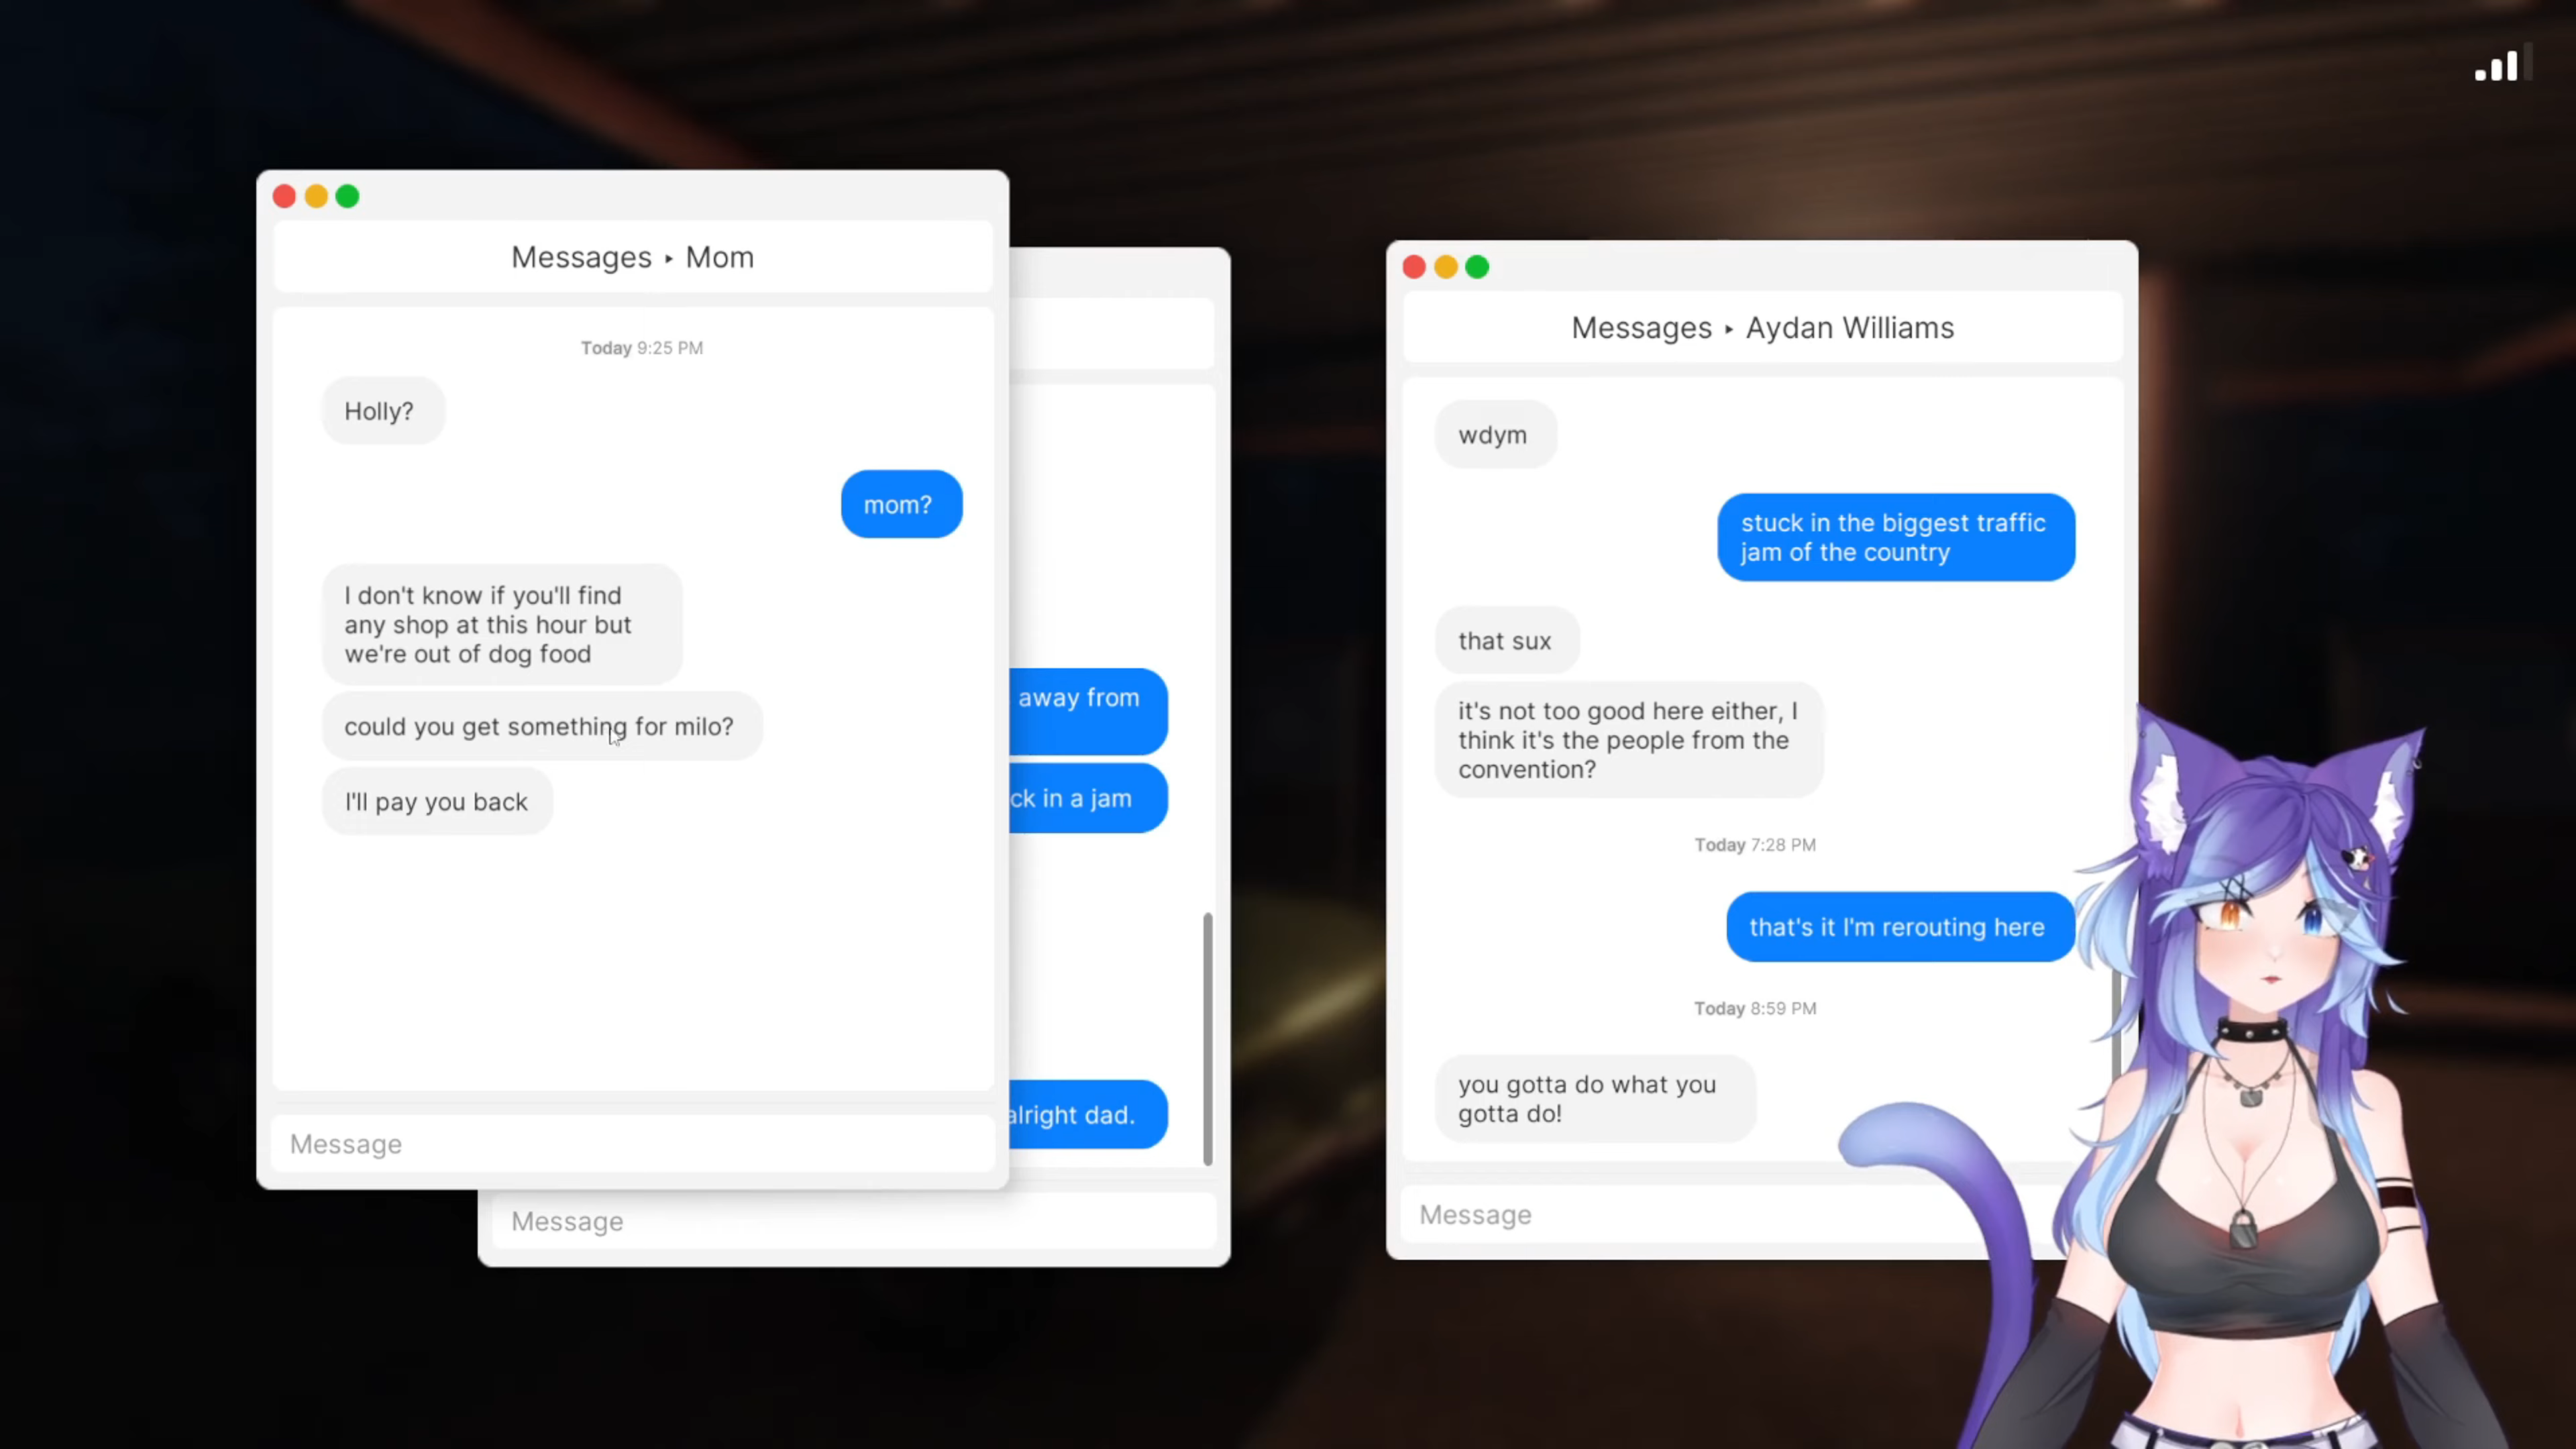 Messages ‣ Mom
Today 9:25 PM
Holly?
mom?
I don't know if you'll find
any shop at this hour but
we're out of dog food
could you get something for milo?
I'll pay you back
Message
away from
ck in a jam
alright dad.
Message
Messages ‣ Aydan Williams
wdym
stuck in the biggest traffic
jam of the country
that sux
it's not too good here either, I
think it's the people from the
convention?
Today 7:28 PM
that's it I'm rerouting here
Today 8:59 PM
you gotta do what you
gotta do!
Message